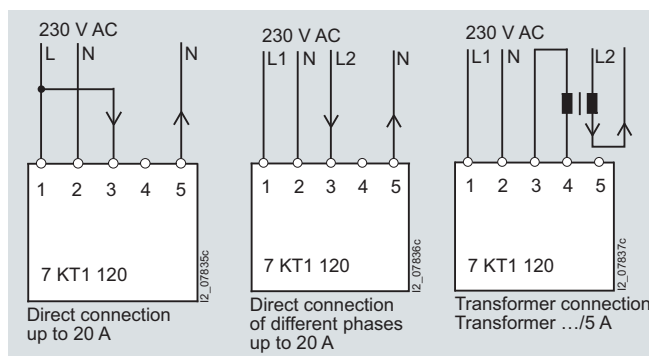 230 V AC
L N N
1 2 3 4 5
7 KT1 120
I2_07835c
Direct connection
up to 20 A
230 V AC
L1 N L2 N
1 2 3 4 5
7 KT1 120
I2_07836c
Direct connection
of different phases
up to 20 A
230 V AC
L1 N L2
1 2 3 4 5
7 KT1 120
I2_07837c
Transformer connection
Transformer …/5 A